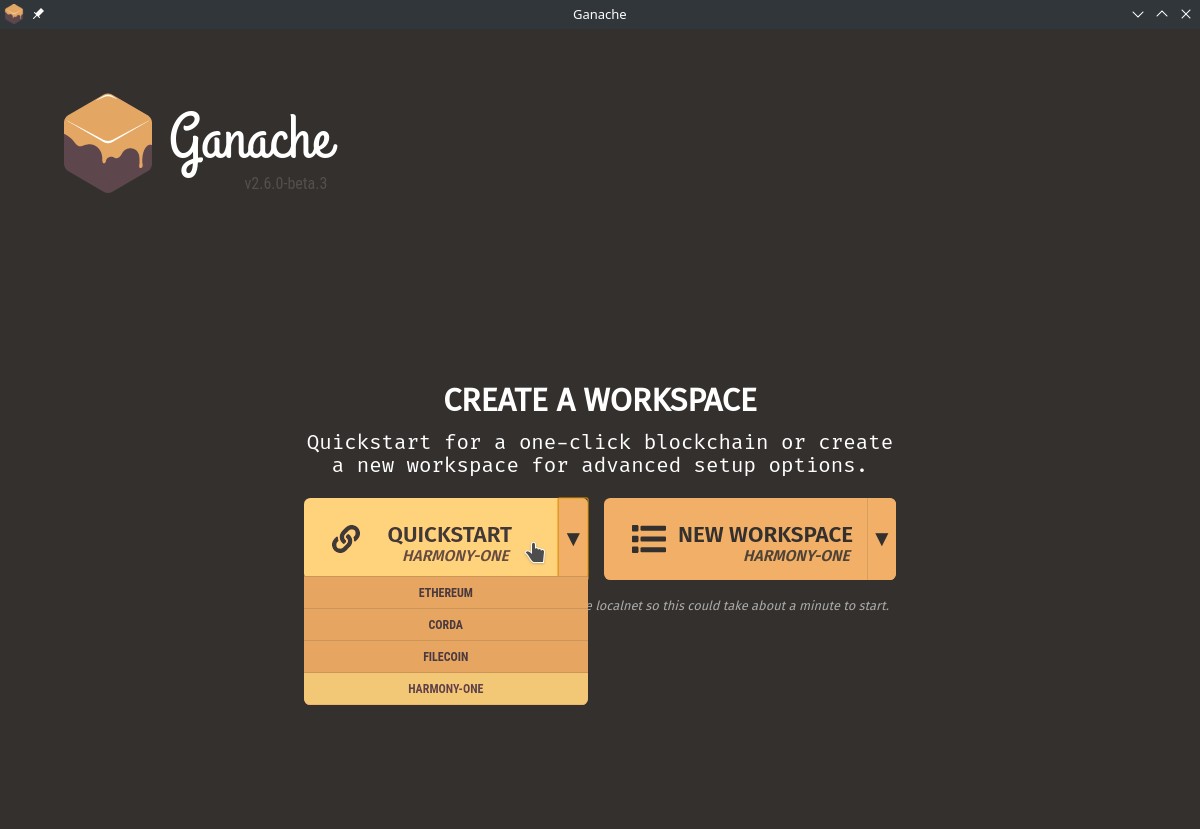 Ganache
Ganache
v2.6.0-beta.3
CREATE A WORKSPACE
Quickstart for a one-click blockchain or create
a new workspace for advanced setup options.
QUICKSTART
HARMONY-ONE
▼
NEW WORKSPACE
HARMONY-ONE
▼
ETHEREUM
CORDA
FILECOIN
HARMONY-ONE
localnet so this could take about a minute to start.